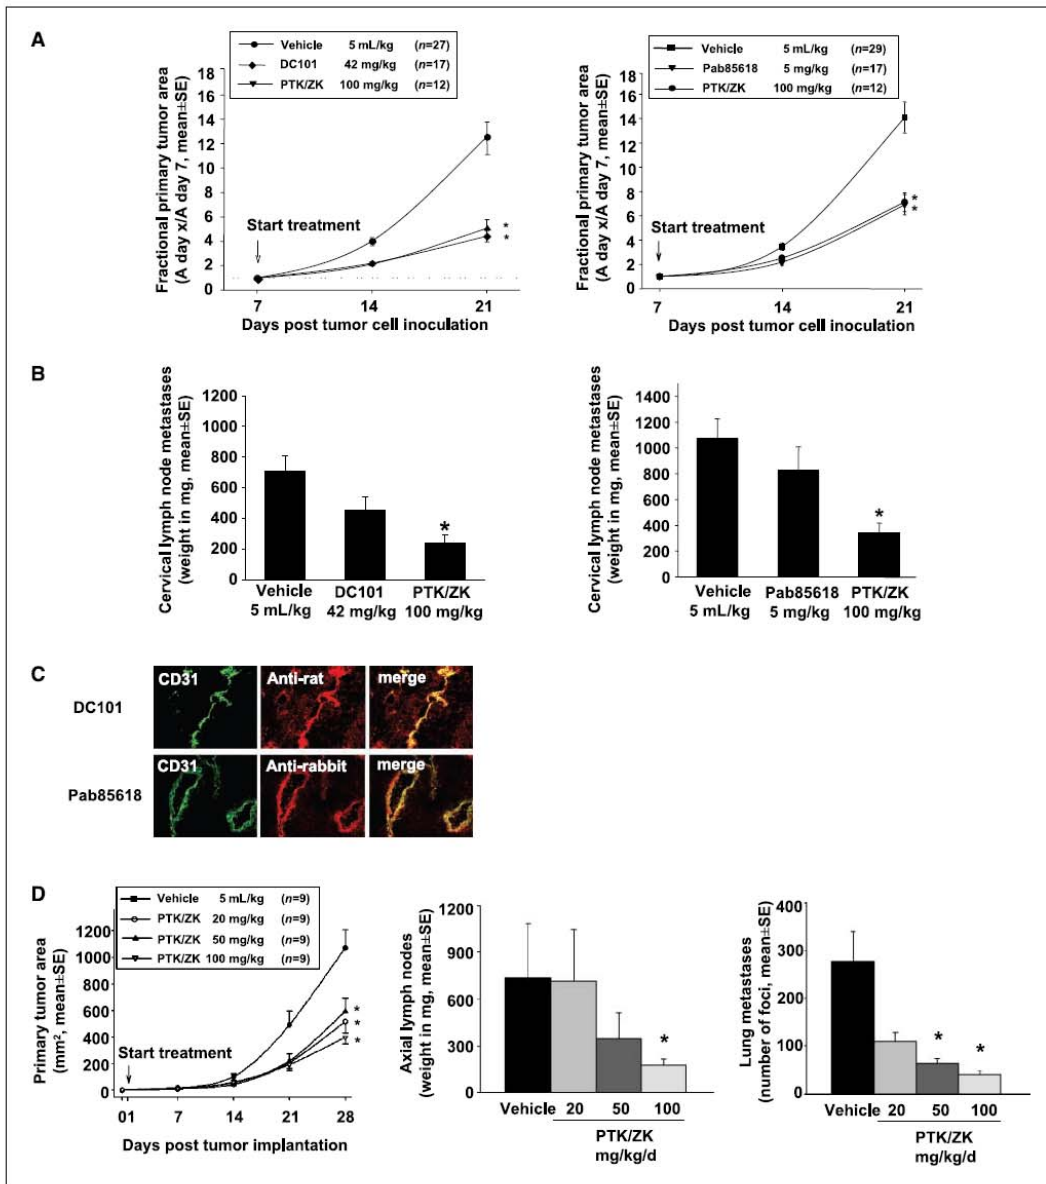 A
Vehicle 5 mL/kg (n=27)
DC101 42 mg/kg (n=17)
PTK/ZK 100 mg/kg (n=12)
Fractional primary tumor area
(A day x/A day 7, mean±SE)
18
16
14
12
10
8
6
4
2
0
Start treatment
*
*
7 14 21
Days post tumor cell inoculation
Vehicle 5 mL/kg (n=29)
Pab85618 5 mg/kg (n=17)
PTK/ZK 100 mg/kg (n=12)
Fractional primary tumor area
(A day x/A day 7, mean±SE)
18
16
14
12
10
8
6
4
2
0
Start treatment
*
*
7 14 21
Days post tumor cell inoculation
B
Cervical lymph node metastases
(weight in mg, mean±SE)
1200
1000
800
600
400
200
0
*
Vehicle DC101 PTK/ZK
5 mL/kg 42 mg/kg 100 mg/kg
Cervical lymph node metastases
(weight in mg, mean±SE)
1400
1200
1000
800
600
400
200
0
*
Vehicle Pab85618 PTK/ZK
5 mL/kg 5 mg/kg 100 mg/kg
C
DC101
CD31 Anti-rat merge
Pab85618
CD31 Anti-rabbit merge
D
Vehicle 5 mL/kg (n=9)
PTK/ZK 20 mg/kg (n=9)
PTK/ZK 50 mg/kg (n=9)
PTK/ZK 100 mg/kg (n=9)
Primary tumor area
(mm², mean±SE)
1200
1000
800
600
400
200
0
Start treatment
*
*
*
01 7 14 21 28
Days post tumor implantation
Axial lymph nodes
(weight in mg, mean±SE)
1200
900
600
300
0
*
Vehicle 20 50 100
PTK/ZK
mg/kg/d
Lung metastases
(number of foci, mean±SE)
400
300
200
100
0
* *
Vehicle 20 50 100
PTK/ZK
mg/kg/d